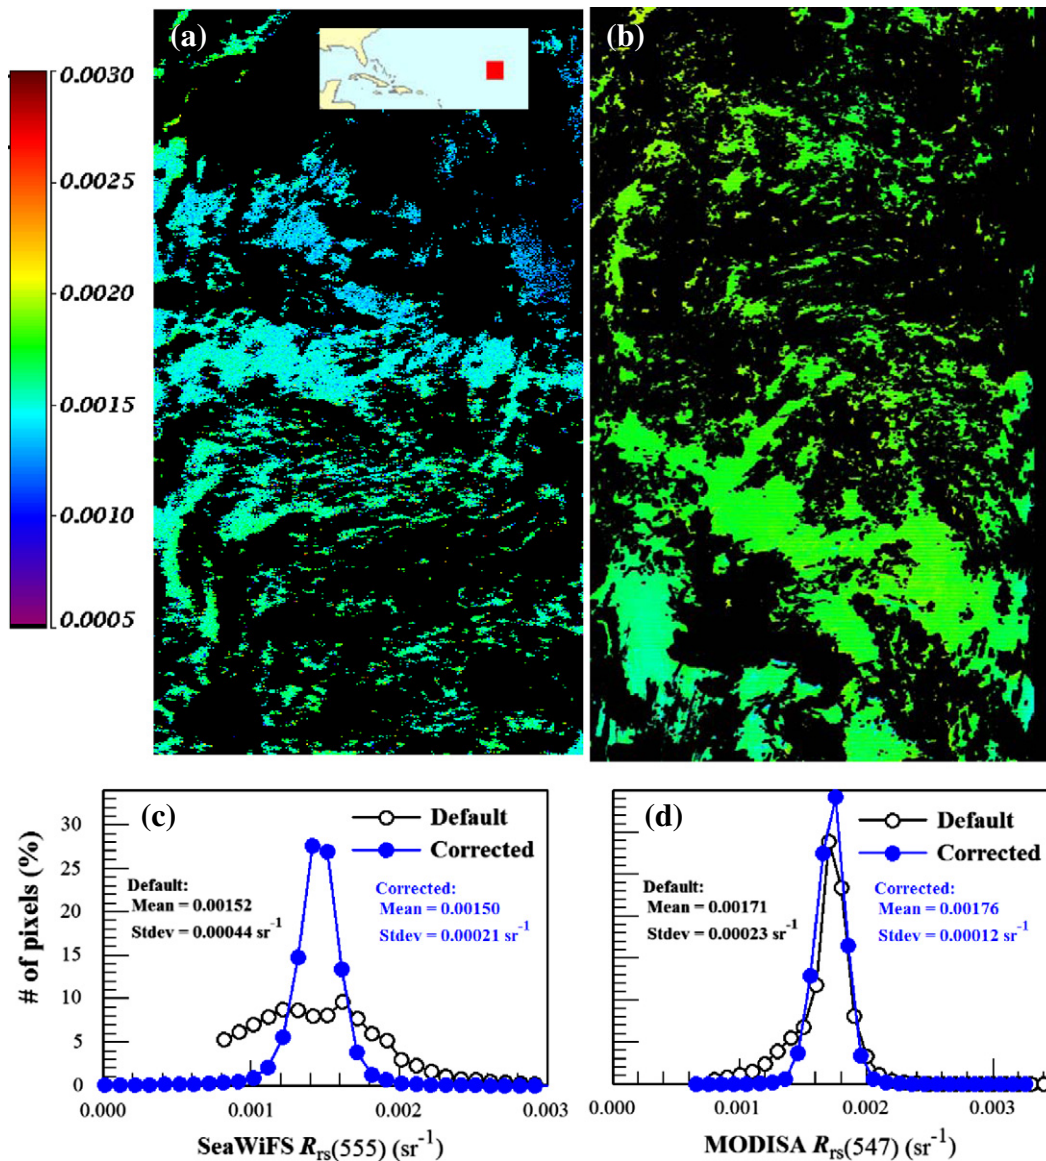 (a)
(b)
0.0030
0.0025
0.0020
0.0015
0.0010
0.0005
(c)
Default
Corrected
Default:
Mean = 0.00152
Stdev = 0.00044 sr-1
Corrected:
Mean = 0.00150
Stdev = 0.00021 sr-1
# of pixels (%)
30
25
20
15
10
5
0
0.000
0.001
0.002
0.003
SeaWiFS Rrs(555) (sr-1)
(d)
Default
Corrected
Default:
Mean = 0.00171
Stdev = 0.00023 sr-1
Corrected:
Mean = 0.00176
Stdev = 0.00012 sr-1
0.000
0.001
0.002
0.003
MODISA Rrs(547) (sr-1)